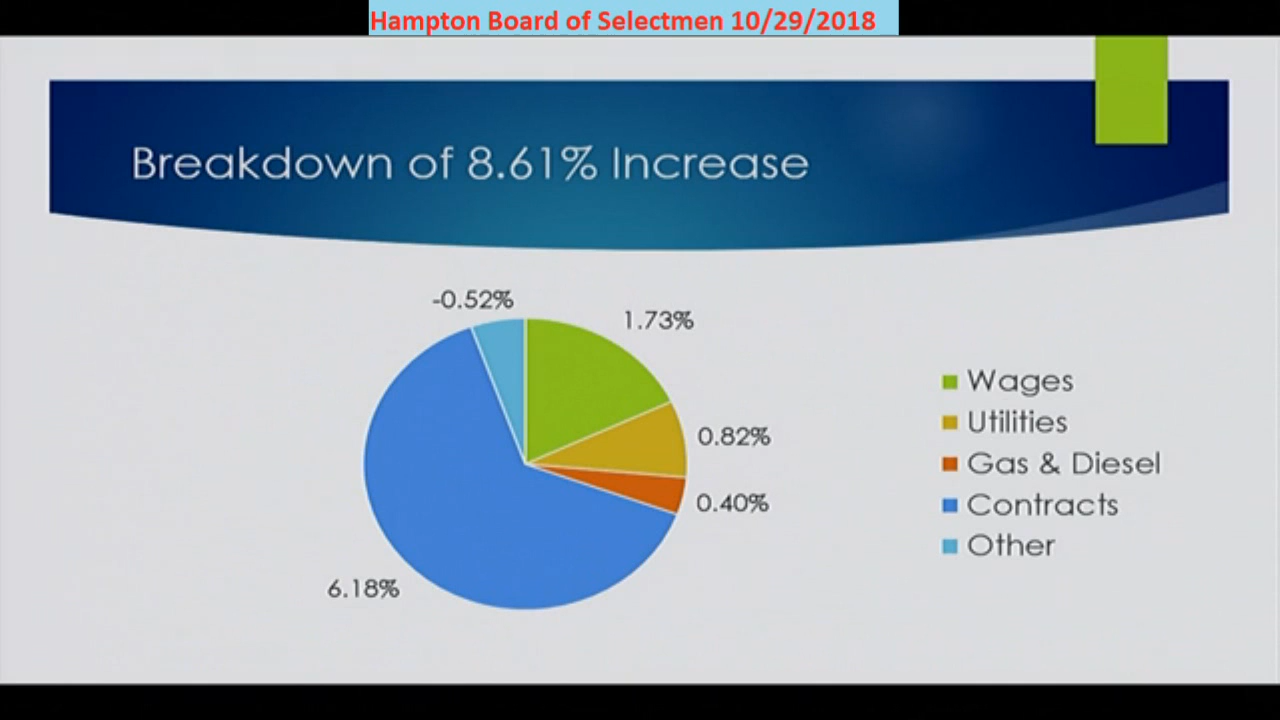 Hampton Board of Selectmen 10/29/2018
Breakdown of 8.61% Increase
-0.52%
1.73%
0.82%
0.40%
6.18%
Wages
Utilities
Gas & Diesel
Contracts
Other